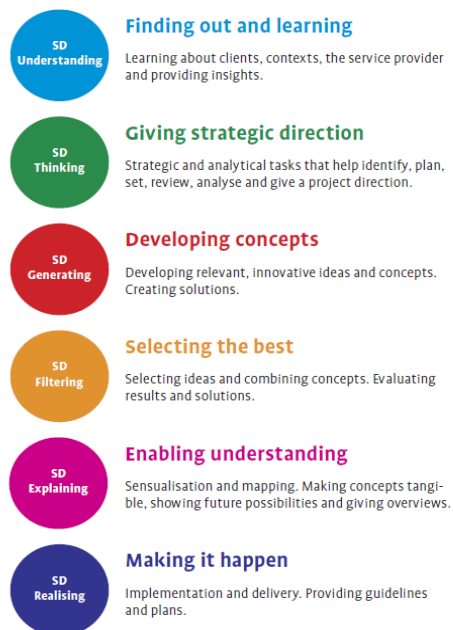 SD
Understanding
Finding out and learning
Learning about clients, contexts, the service provider
and providing insights.
SD
Thinking
Giving strategic direction
Strategic and analytical tasks that help identify, plan,
set, review, analyse and give a project direction.
SD
Generating
Developing concepts
Developing relevant, innovative ideas and concepts.
Creating solutions.
SD
Filtering
Selecting the best
Selecting ideas and combining concepts. Evaluating
results and solutions.
SD
Explaining
Enabling understanding
Sensualisation and mapping. Making concepts tangi-
ble, showing future possibilities and giving overviews.
SD
Realising
Making it happen
Implementation and delivery. Providing guidelines
and plans.